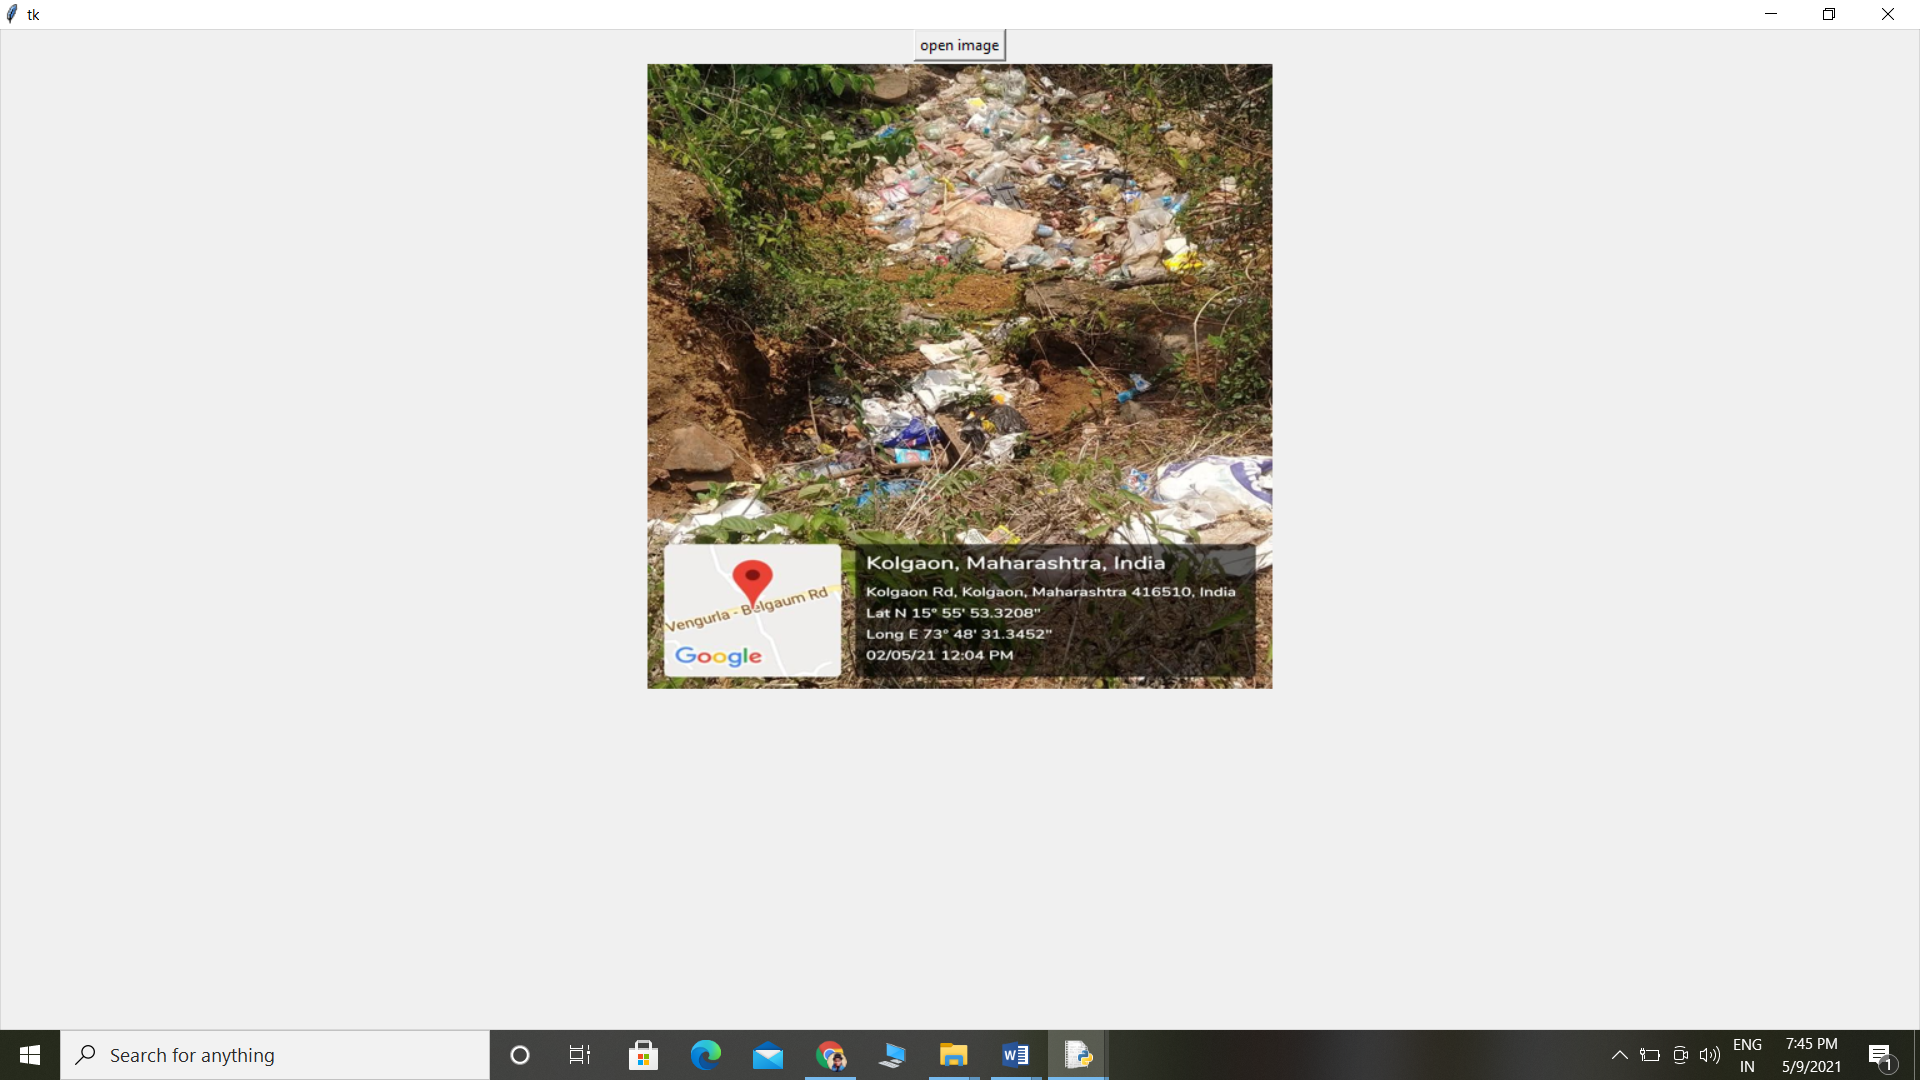 tk
open image
Kolgaon, Maharashtra, India
Kolgaon Rd, Kolgaon, Maharashtra 416510, India
Lat N 15° 55' 53.3208"
Long E 73° 48' 31.3452"
02/05/21 12:04 PM
Vengurla - Belgaum Rd
Google
Search for anything
ENG
IN
7:45 PM
5/9/2021
1